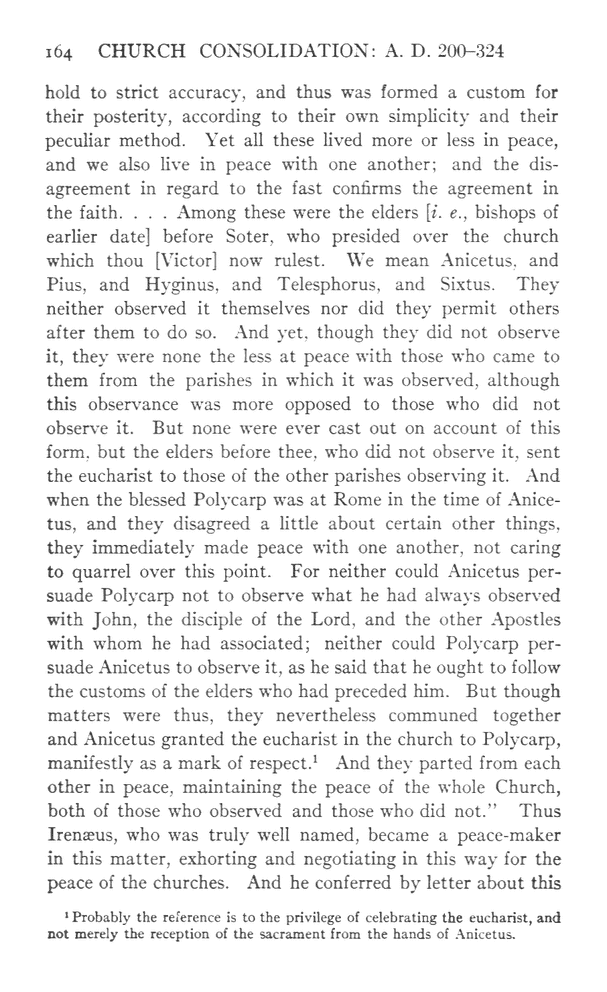 164 CHURCH CONSOLIDATION: A. D. 200–324
hold to strict accuracy, and thus was formed a custom for
their posterity, according to their own simplicity and their
peculiar method. Yet all these lived more or less in peace,
and we also live in peace with one another; and the dis-
agreement in regard to the fast confirms the agreement in
the faith. . . . Among these were the elders [i. e., bishops of
earlier date] before Soter, who presided over the church
which thou [Victor] now rulest. We mean Anicetus, and
Pius, and Hyginus, and Telesphorus, and Sixtus. They
neither observed it themselves nor did they permit others
after them to do so. And yet, though they did not observe
it, they were none the less at peace with those who came to
them from the parishes in which it was observed, although
this observance was more opposed to those who did not
observe it. But none were ever cast out on account of this
form, but the elders before thee, who did not observe it, sent
the eucharist to those of the other parishes observing it. And
when the blessed Polycarp was at Rome in the time of Anice-
tus, and they disagreed a little about certain other things,
they immediately made peace with one another, not caring
to quarrel over this point. For neither could Anicetus per-
suade Polycarp not to observe what he had always observed
with John, the disciple of the Lord, and the other Apostles
with whom he had associated; neither could Polycarp per-
suade Anicetus to observe it, as he said that he ought to follow
the customs of the elders who had preceded him. But though
matters were thus, they nevertheless communed together
and Anicetus granted the eucharist in the church to Polycarp,
manifestly as a mark of respect.¹ And they parted from each
other in peace, maintaining the peace of the whole Church,
both of those who observed and those who did not.” Thus
Irenæus, who was truly well named, became a peace-maker
in this matter, exhorting and negotiating in this way for the
peace of the churches. And he conferred by letter about this
¹ Probably the reference is to the privilege of celebrating the eucharist, and
not merely the reception of the sacrament from the hands of Anicetus.